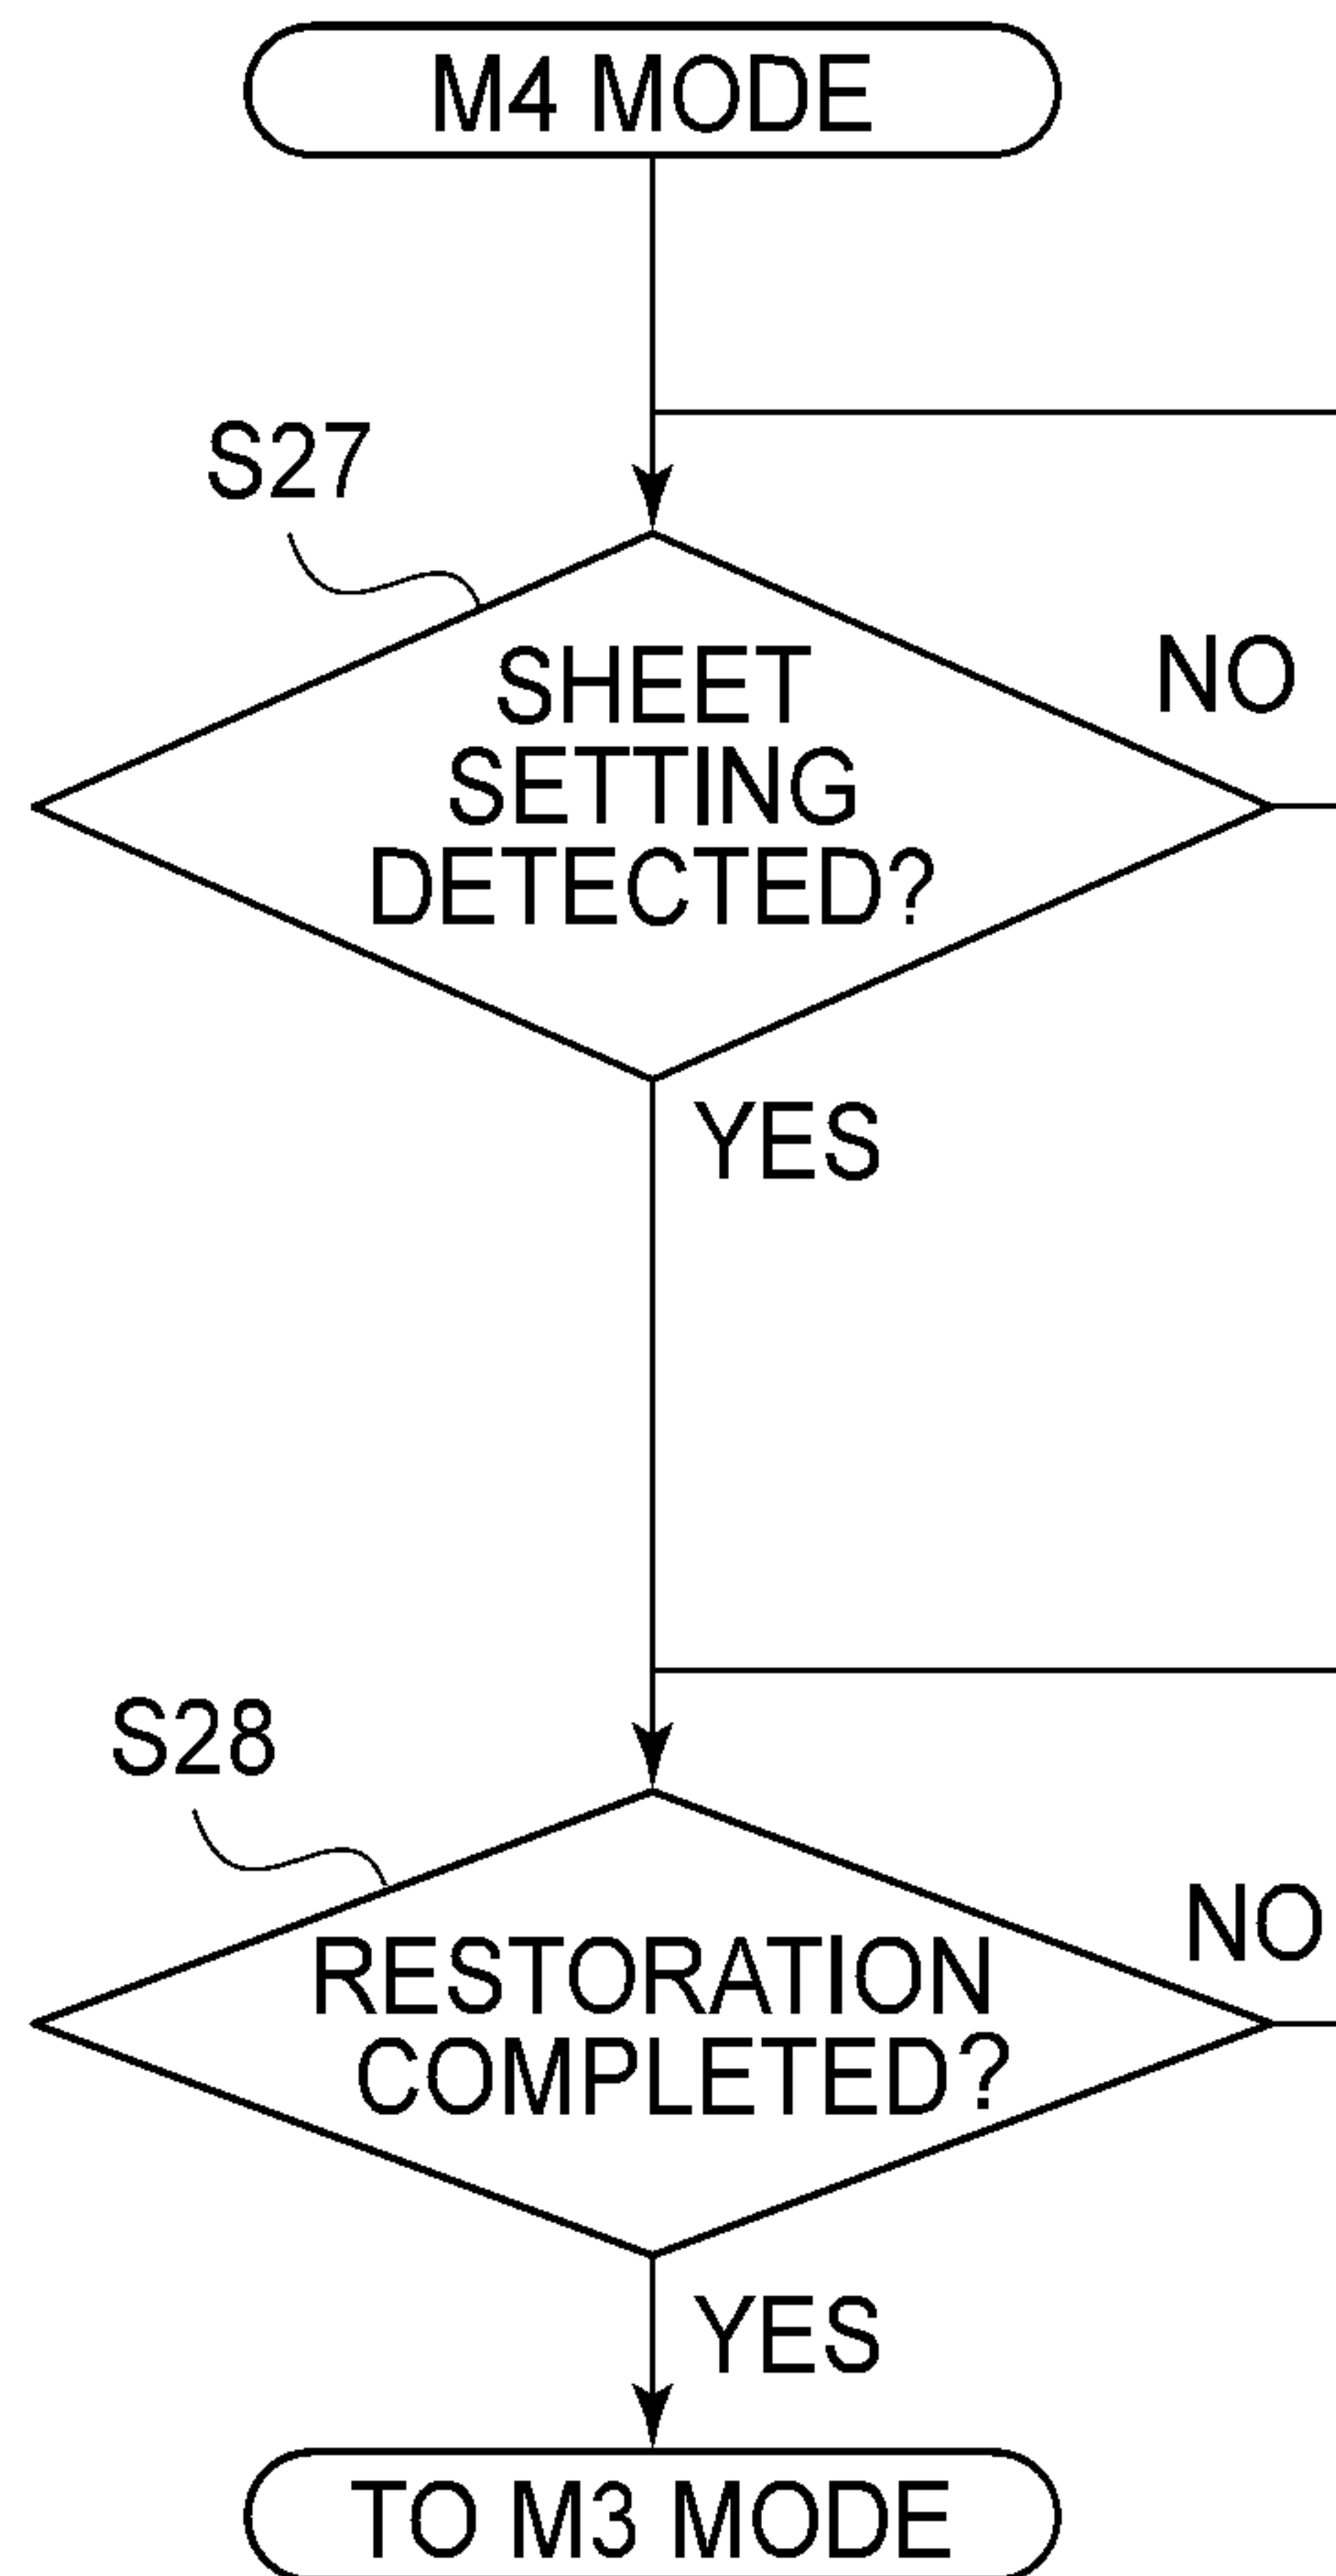 M4 MODE
S27
SHEET
SETTING
DETECTED?
NO
YES
S28
RESTORATION
COMPLETED?
NO
YES
TO M3 MODE